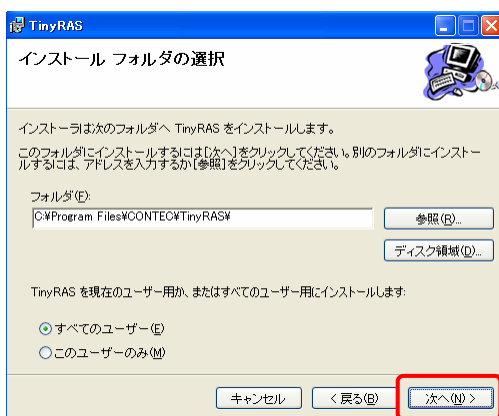 TinyRAS
インストール フォルダの選択
インストーラは次のフォルダへ TinyRAS をインストールします。
このフォルダにインストールするには[次へ]をクリックしてください。別のフォルダにインストー
ルするには、アドレスを入力するか[参照]をクリックしてください。
フォルダ(F):
C:¥Program Files¥CONTEC¥TinyRAS¥
参照(R)...
ディスク領域(D)...
TinyRAS を現在のユーザー用か、またはすべてのユーザー用にインストールします:
すべてのユーザー(E)
このユーザーのみ(M)
キャンセル
< 戻る(B)
次へ(N) >